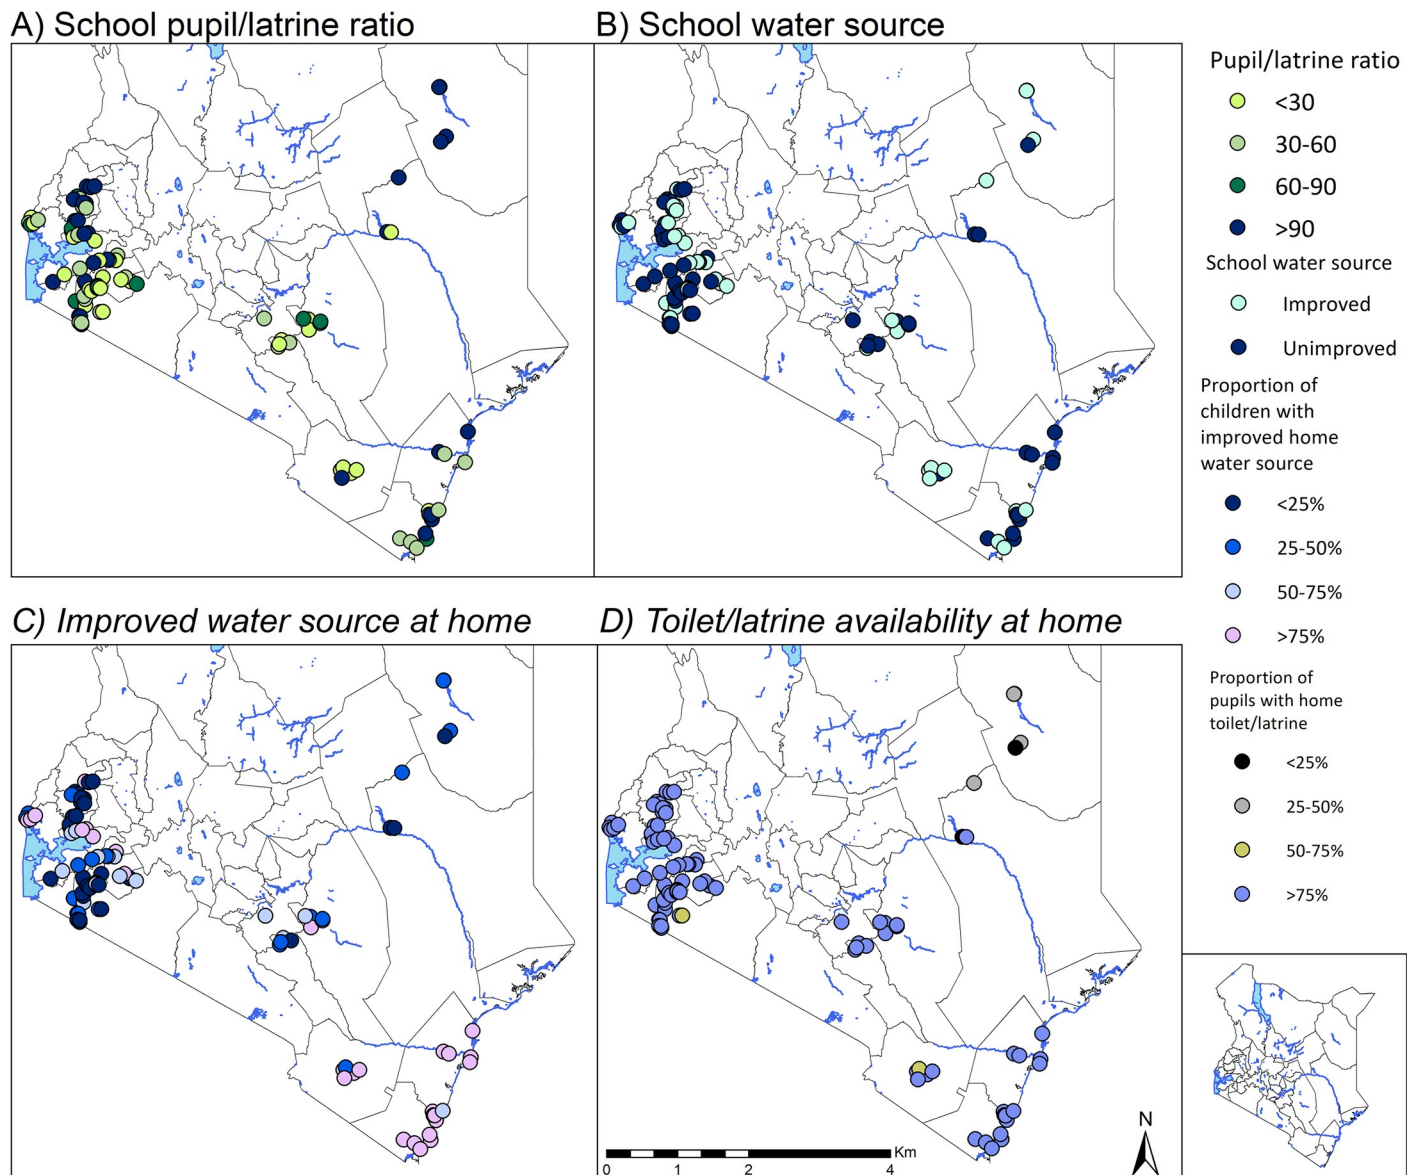 A) School pupil/latrine ratio
B) School water source
Pupil/latrine ratio
<30
30-60
60-90
>90
School water source
Improved
Unimproved
Proportion of
children with
improved home
water source
<25%
25-50%
50-75%
>75%
C) Improved water source at home
D) Toilet/latrine availability at home
Proportion of
pupils with home
toilet/latrine
<25%
25-50%
50-75%
>75%
N
Km
0 1 2 4